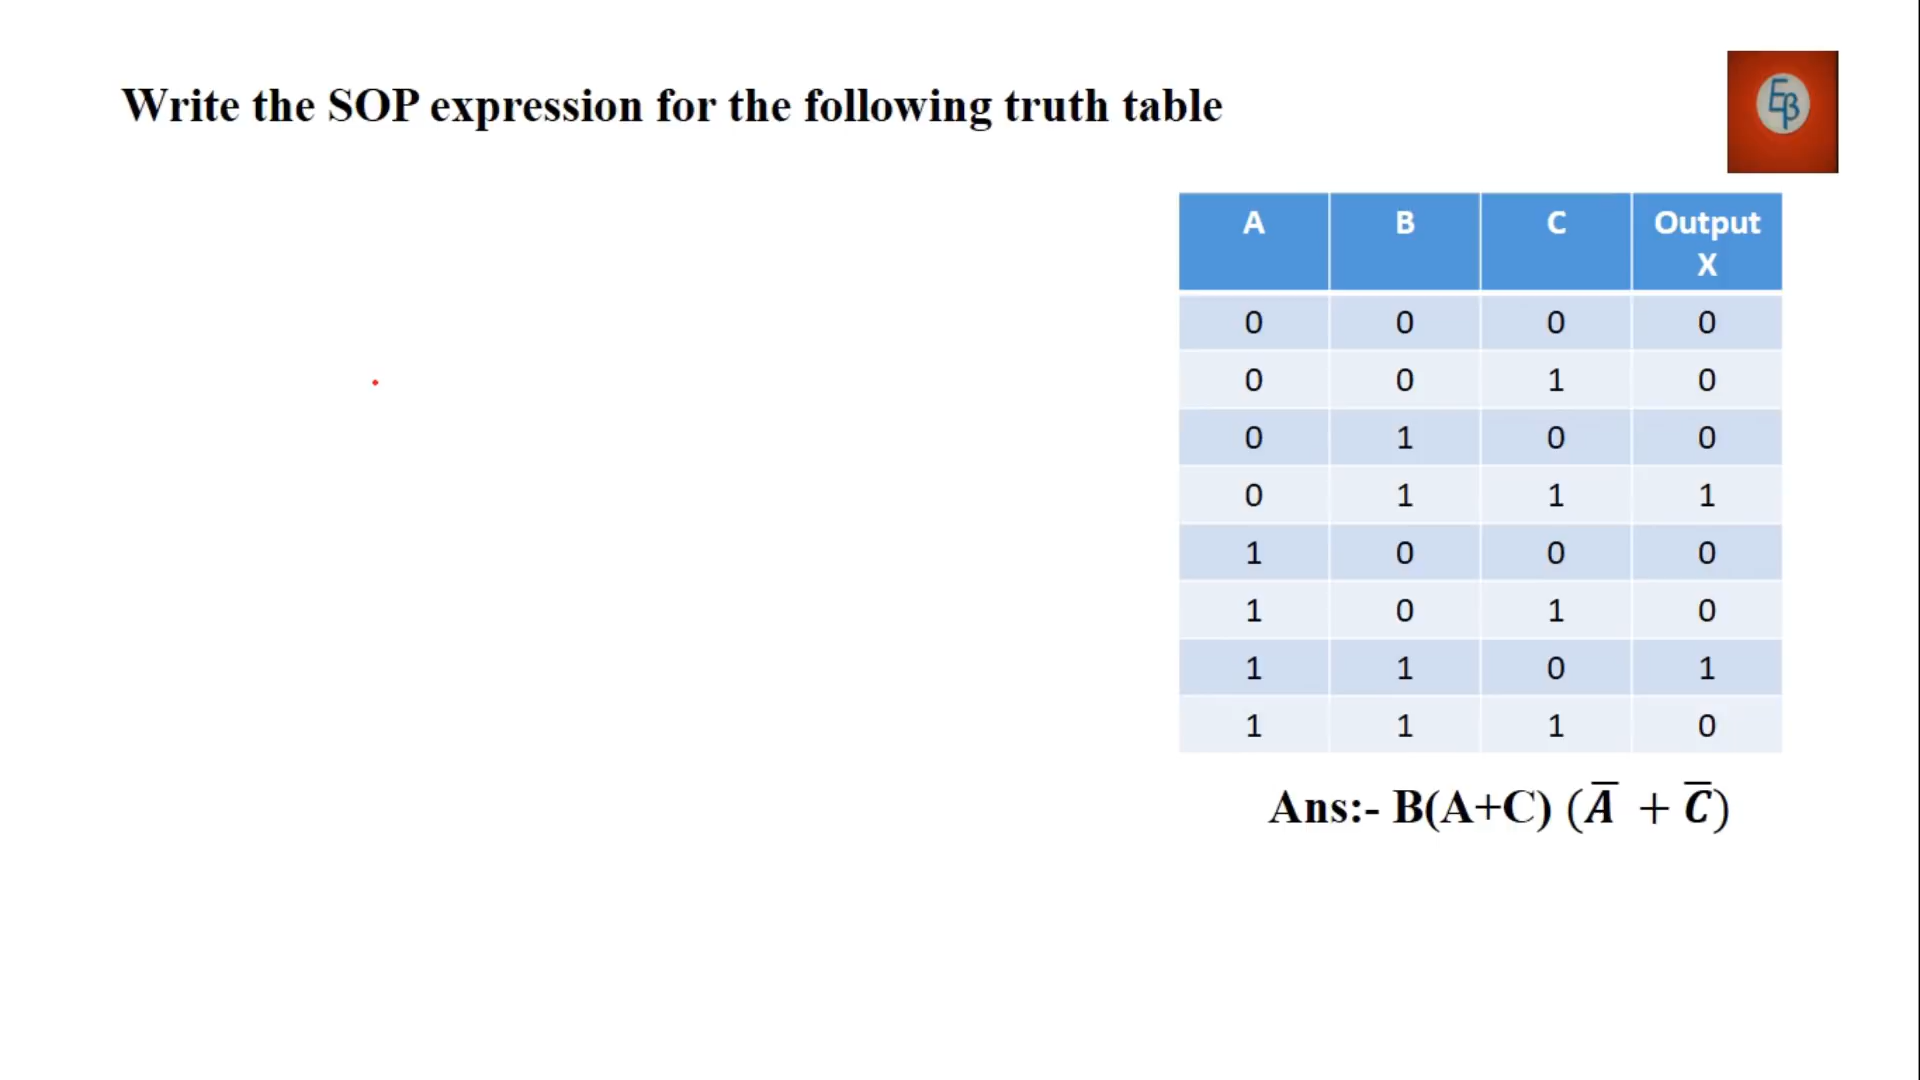 Write the SOP expression for the following truth table
Eβ
A B C Output X
0 0 0 0
0 0 1 0
0 1 0 0
0 1 1 1
1 0 0 0
1 0 1 0
1 1 0 1
1 1 1 0
Ans:- B(A+C) (A̅ + C̅)